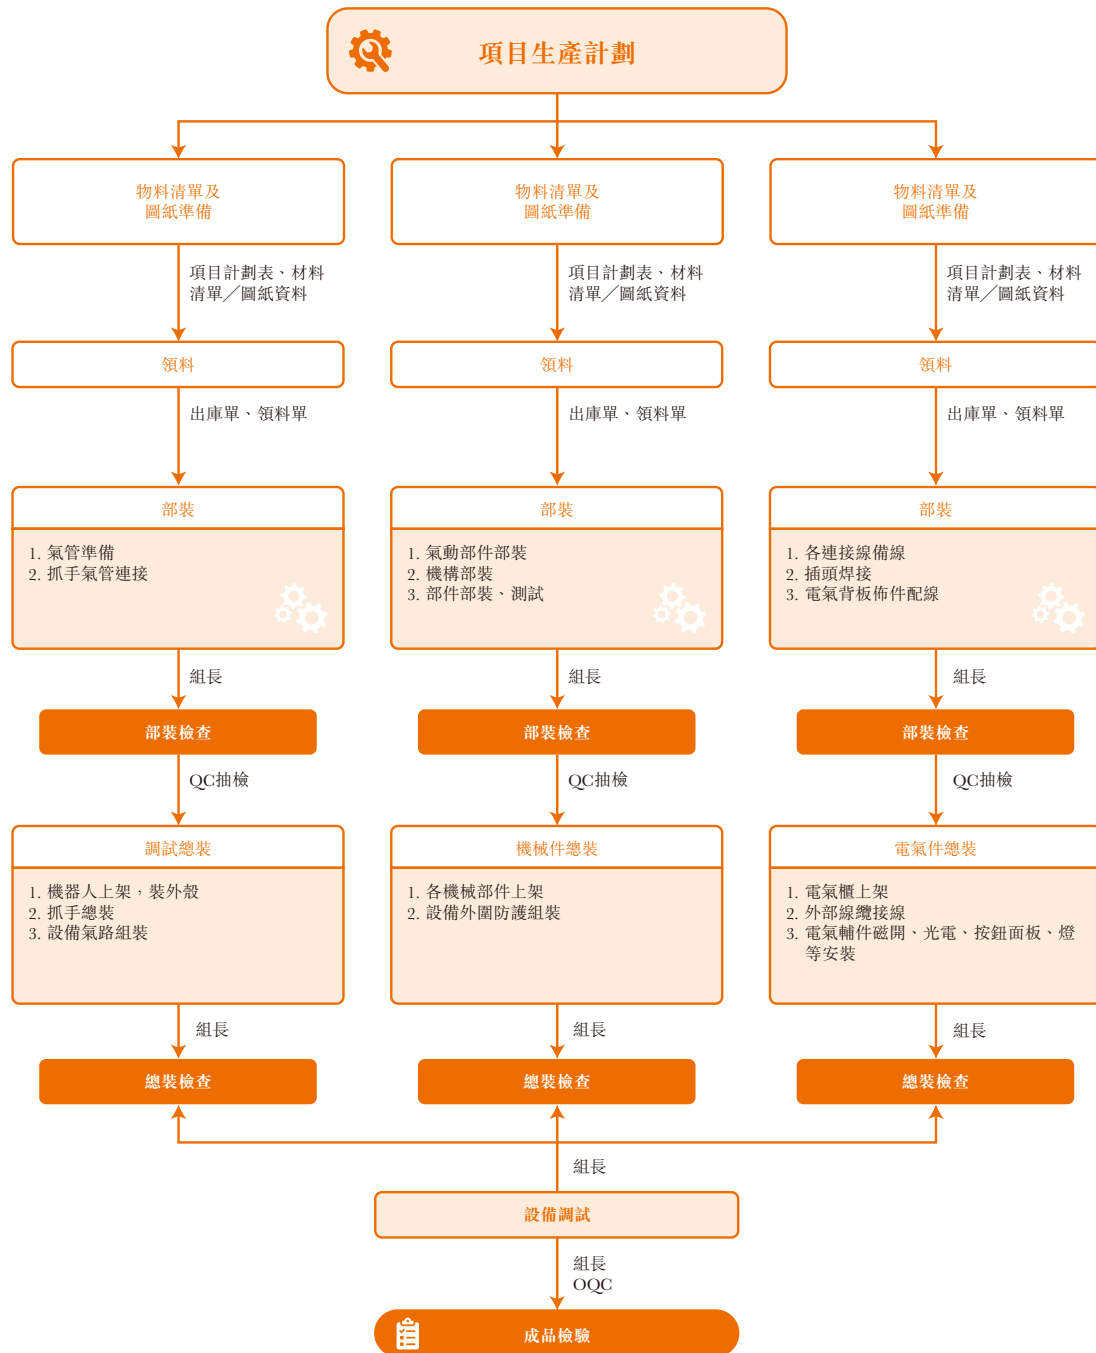 項目生產計劃
物料清單及
圖紙準備
物料清單及
圖紙準備
物料清單及
圖紙準備
項目計劃表、材料
清單／圖紙資料
項目計劃表、材料
清單／圖紙資料
項目計劃表、材料
清單／圖紙資料
領料
領料
領料
出庫單、領料單
出庫單、領料單
出庫單、領料單
部裝
1. 氣管準備
2. 抓手氣管連接
部裝
1. 氣動部件部裝
2. 機構部裝
3. 部件部裝、測試
部裝
1. 各連接線備線
2. 插頭焊接
3. 電氣背板佈件配線
組長
組長
組長
部裝檢查
部裝檢查
部裝檢查
QC抽檢
QC抽檢
QC抽檢
調試總裝
1. 機器人上架，裝外殼
2. 抓手總裝
3. 設備氣路組裝
機械件總裝
1. 各機械部件上架
2. 設備外圍防護組裝
電氣件總裝
1. 電氣櫃上架
2. 外部線纜接線
3. 電氣輔件磁開、光電、按鈕面板、燈
等安裝
組長
組長
組長
總裝檢查
總裝檢查
總裝檢查
組長
設備調試
組長
OQC
成品檢驗